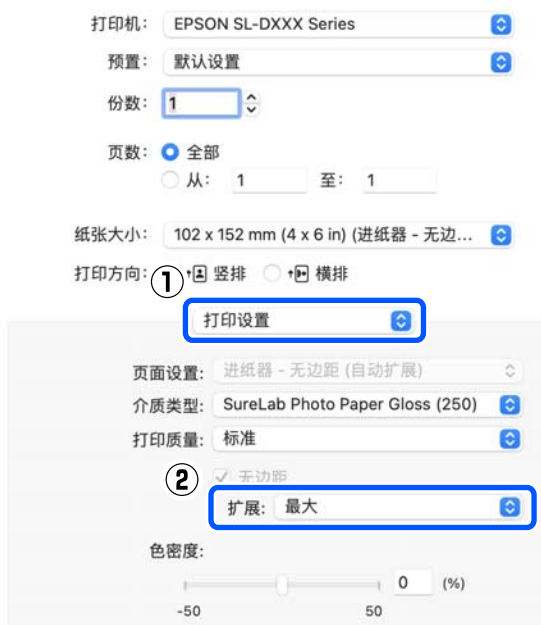 打印机: EPSON SL-DXXX Series
预置: 默认设置
份数: 1
页数: 全部
从: 1 至: 1
纸张大小: 102 x 152 mm (4 x 6 in) (进纸器 - 无边...
打印方向: 竖排 横排
①
打印设置
页面设置: 进纸器 - 无边距 (自动扩展)
介质类型: SureLab Photo Paper Gloss (250)
打印质量: 标准
② 无边距
扩展: 最大
色密度:
0 (%)
-50 50